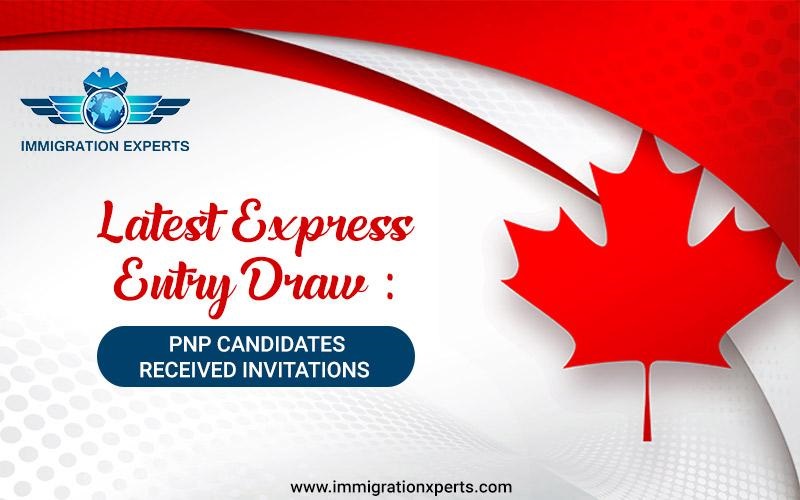 IMMIGRATION EXPERTS
Latest Express
Entry Draw :
PNP CANDIDATES
RECEIVED INVITATIONS
www.immigrationxperts.com